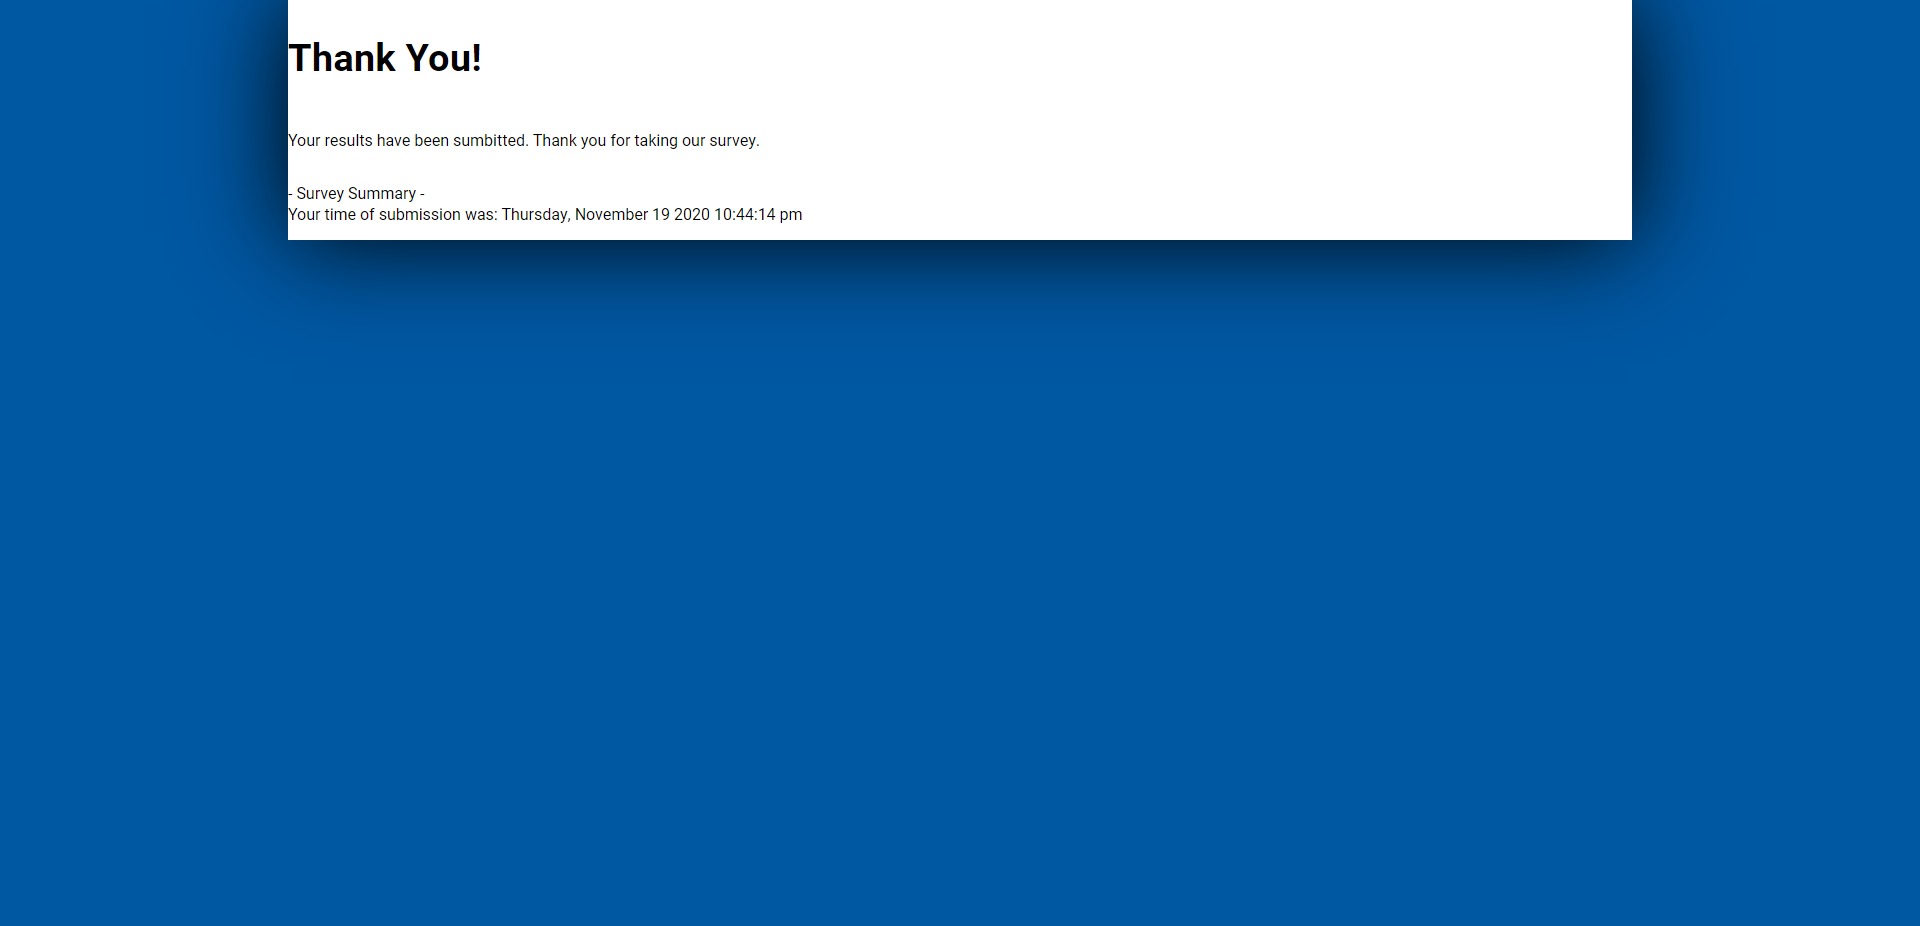 Thank You!
Your results have been sumbitted. Thank you for taking our survey.
- Survey Summary -
Your time of submission was: Thursday, November 19 2020 10:44:14 pm